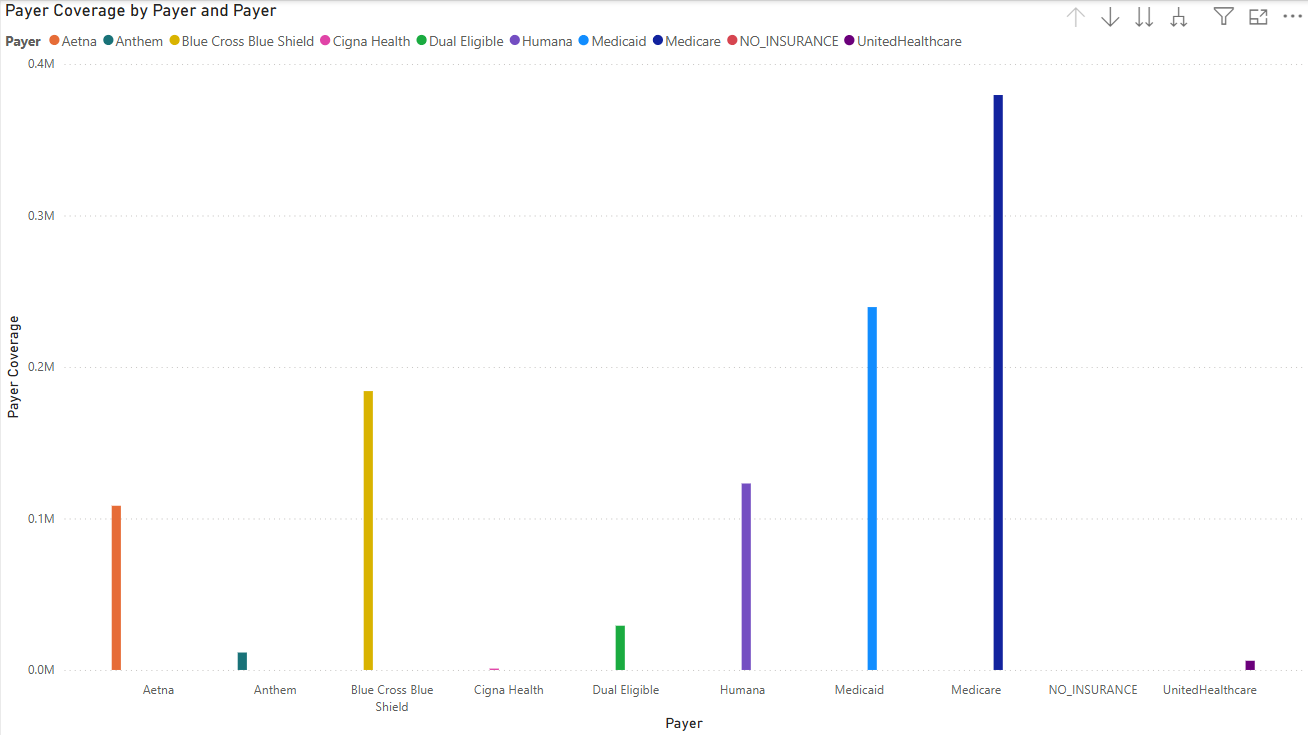 Payer Coverage by Payer and Payer
Payer Aetna Anthem Blue Cross Blue Shield Cigna Health Dual Eligible Humana Medicaid Medicare NO_INSURANCE UnitedHealthcare
0.4M
0.3M
0.2M
0.1M
0.0M
Payer Coverage
Aetna Anthem Blue Cross Blue Cigna Health Dual Eligible Humana Medicaid Medicare NO_INSURANCE UnitedHealthcare
Shield
Payer